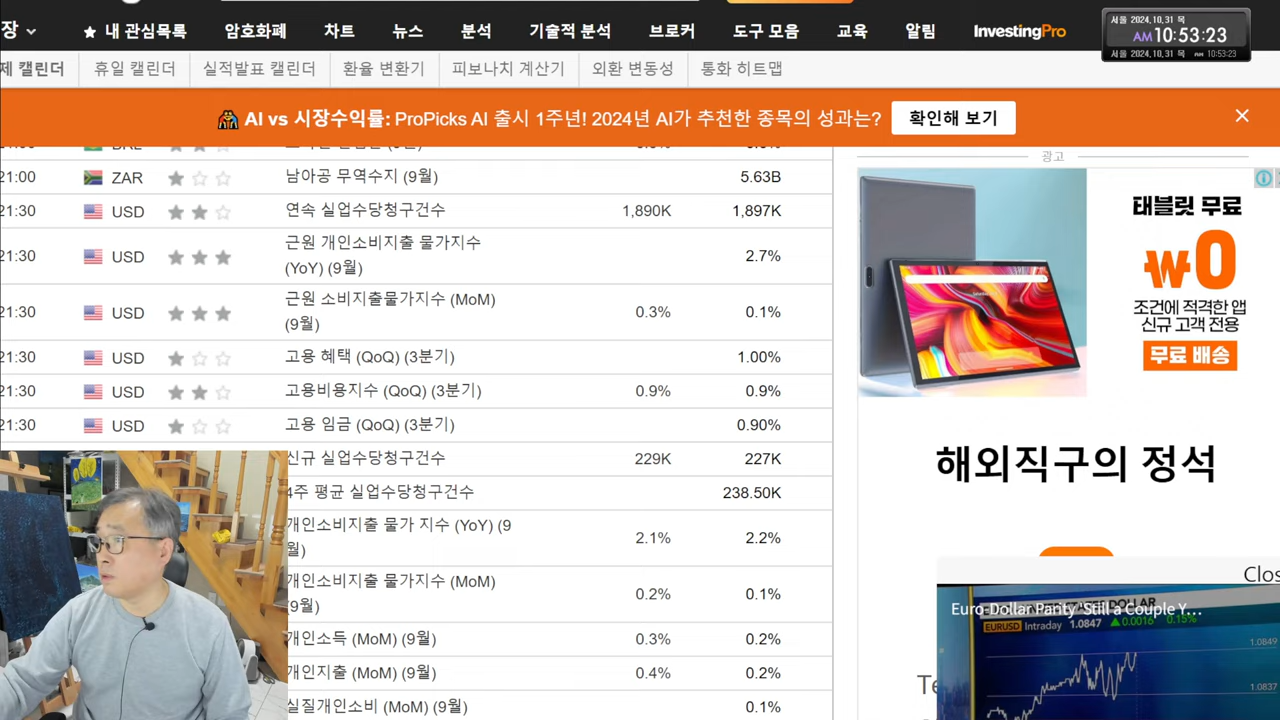 장
내 관심목록
암호화폐
차트
뉴스
분석
기술적 분석
브로커
도구 모음
교육
알림
InvestingPro
서울 2024.10.31 목
AM 10:53:23
서울 2024.10.31 목 AM 10:53:23
제 캘린더
휴일 캘린더
실적발표 캘린더
환율 변환기
피보나치 계산기
외환 변동성
통화 히트맵
AI vs 시장수익률: ProPicks AI 출시 1주년! 2024년 AI가 추천한 종목의 성과는?
확인해 보기
21:00 ZAR 남아공 무역수지 (9월) 5.63B
21:30 USD 연속 실업수당청구건수 1,890K 1,897K
21:30 USD 근원 개인소비지출 물가지수
(YoY) (9월) 2.7%
21:30 USD 근원 소비지출물가지수 (MoM)
(9월) 0.3% 0.1%
21:30 USD 고용 혜택 (QoQ) (3분기) 1.00%
21:30 USD 고용비용지수 (QoQ) (3분기) 0.9% 0.9%
21:30 USD 고용 임금 (QoQ) (3분기) 0.90%
신규 실업수당청구건수 229K 227K
4주 평균 실업수당청구건수 238.50K
개인소비지출 물가 지수 (YoY) (9
월) 2.1% 2.2%
개인소비지출 물가지수 (MoM)
(9월) 0.2% 0.1%
개인소득 (MoM) (9월) 0.3% 0.2%
개인지출 (MoM) (9월) 0.4% 0.2%
실질개인소비 (MoM) (9월) 0.1%
광고
태블릿 무료
₩0
조건에 적격한 앱
신규 고객 전용
무료 배송
해외직구의 정석
Clos
Euro-Dollar Parity 'Still a Couple Y...
EURUSD Intraday 1.0847 ▲0.0016 0.15%
1.0849
1.0837
Te